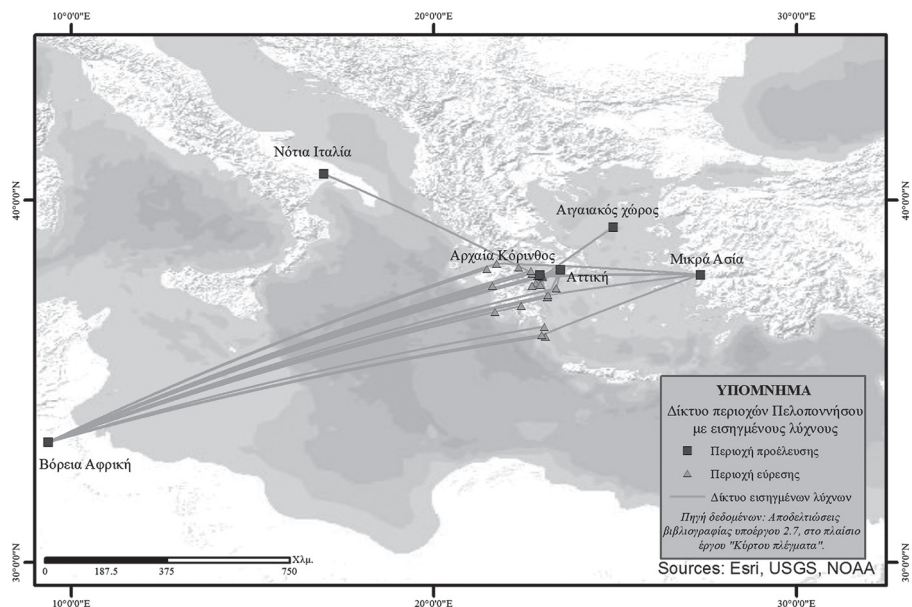 10°0'0"E 20°0'0"E 30°0'0"E
40°0'0"N 40°0'0"N
Νότια Ιταλία
Αιγαιακός χώρος
Αρχαία Κόρινθος
Μικρά Ασία
Αττική
Βόρεια Αφρική
ΥΠΟΜΝΗΜΑ
Δίκτυο περιοχών Πελοποννήσου
με εισηγμένους λύχνους
Περιοχή προέλευσης
Περιοχή εύρεσης
Δίκτυο εισηγμένων λύχνων
Πηγή δεδομένων: Αποδελτιώσεις
βιβλιογραφίας υποέργου 2.7, στο πλαίσιο
έργου "Κύρτου πλέγματα".
Χλμ.
0 187.5 375 750
Sources: Esri, USGS, NOAA
30°0'0"N 30°0'0"N
10°0'0"E 20°0'0"E 30°0'0"E